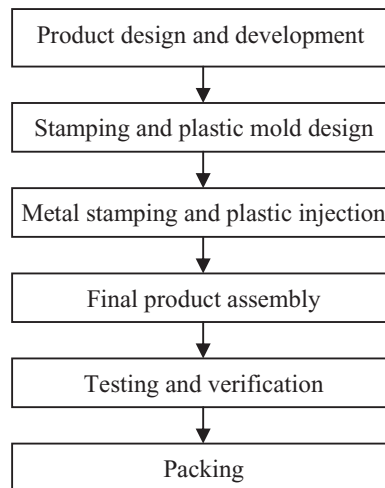 Product design and development
Stamping and plastic mold design
Metal stamping and plastic injection
Final product assembly
Testing and verification
Packing